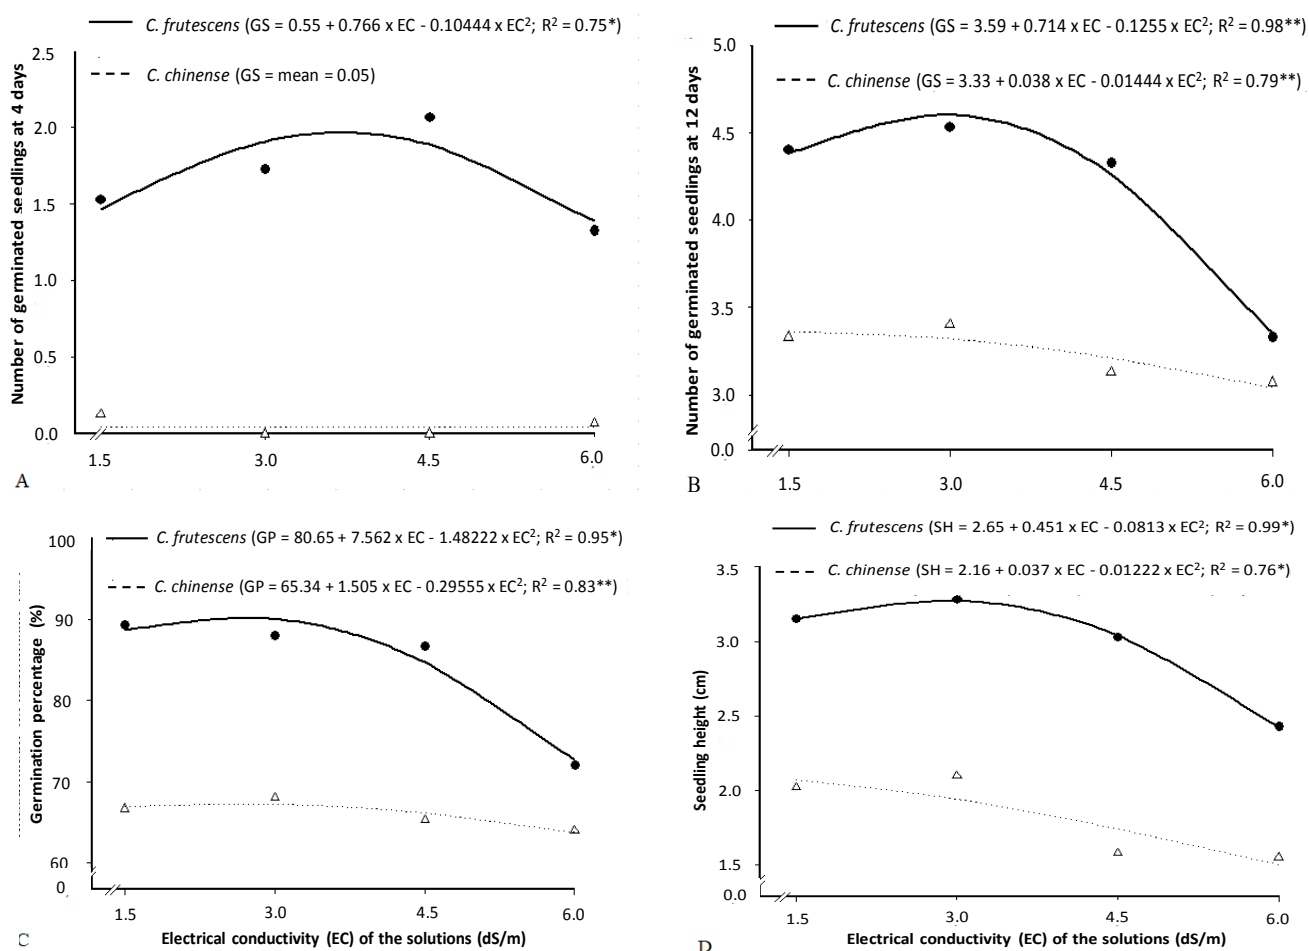 C. frutescens (GS = 0.55 + 0.766 x EC - 0.10444 x EC²; R² = 0.75*)
C. chinense (GS = mean = 0.05)
Number of germinated seedlings at 4 days
2.5
2.0
1.5
1.0
0.5
0.0
1.5 3.0 4.5 6.0
A
C. frutescens (GS = 3.59 + 0.714 x EC - 0.1255 x EC²; R² = 0.98**)
C. chinense (GS = 3.33 + 0.038 x EC - 0.01444 x EC²; R² = 0.79**)
Number of germinated seedlings at 12 days
5.0
4.5
4.0
3.5
3.0
0.0
1.5 3.0 4.5 6.0
B
C. frutescens (GP = 80.65 + 7.562 x EC - 1.48222 x EC²; R² = 0.95*)
C. chinense (GP = 65.34 + 1.505 x EC - 0.29555 x EC²; R² = 0.83**)
Germination percentage (%)
100
90
80
70
60
0
1.5 3.0 4.5 6.0
C
Electrical conductivity (EC) of the solutions (dS/m)
C. frutescens (SH = 2.65 + 0.451 x EC - 0.0813 x EC²; R² = 0.99*)
C. chinense (SH = 2.16 + 0.037 x EC - 0.01222 x EC²; R² = 0.76*)
Seedling height (cm)
3.5
3.0
2.5
2.0
1.5
0.0
1.5 3.0 4.5 6.0
Electrical conductivity (EC) of the solutions (dS/m)
D